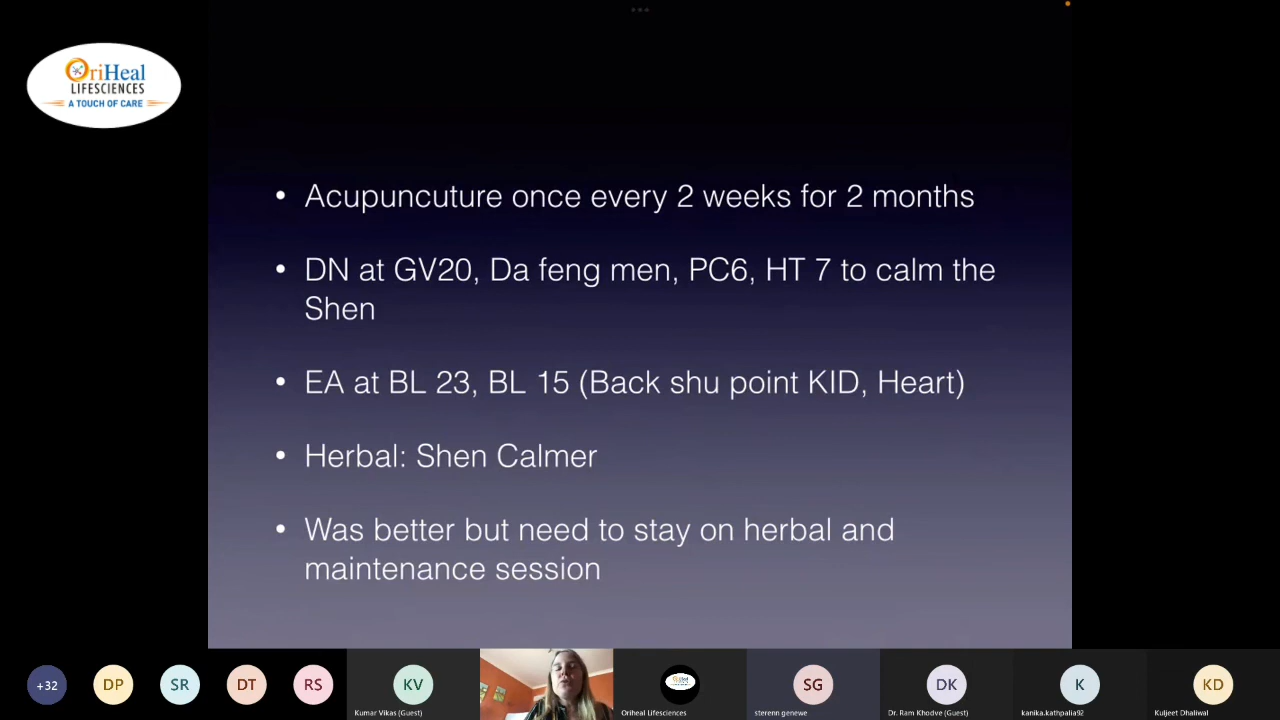 OriHeal
LIFESCIENCES
A TOUCH OF CARE
• Acupuncuture once every 2 weeks for 2 months
• DN at GV20, Da feng men, PC6, HT 7 to calm the
Shen
• EA at BL 23, BL 15 (Back shu point KID, Heart)
• Herbal: Shen Calmer
• Was better but need to stay on herbal and
maintenance session
+32
DP
SR
DT
RS
KV
Kumar Vikas (Guest)
Oriheal Lifesciences
SG
sterenn genewe
DK
Dr. Ram Khodve (Guest)
K
kanika.kathpalia92
KD
Kuljeet Dhaliwal